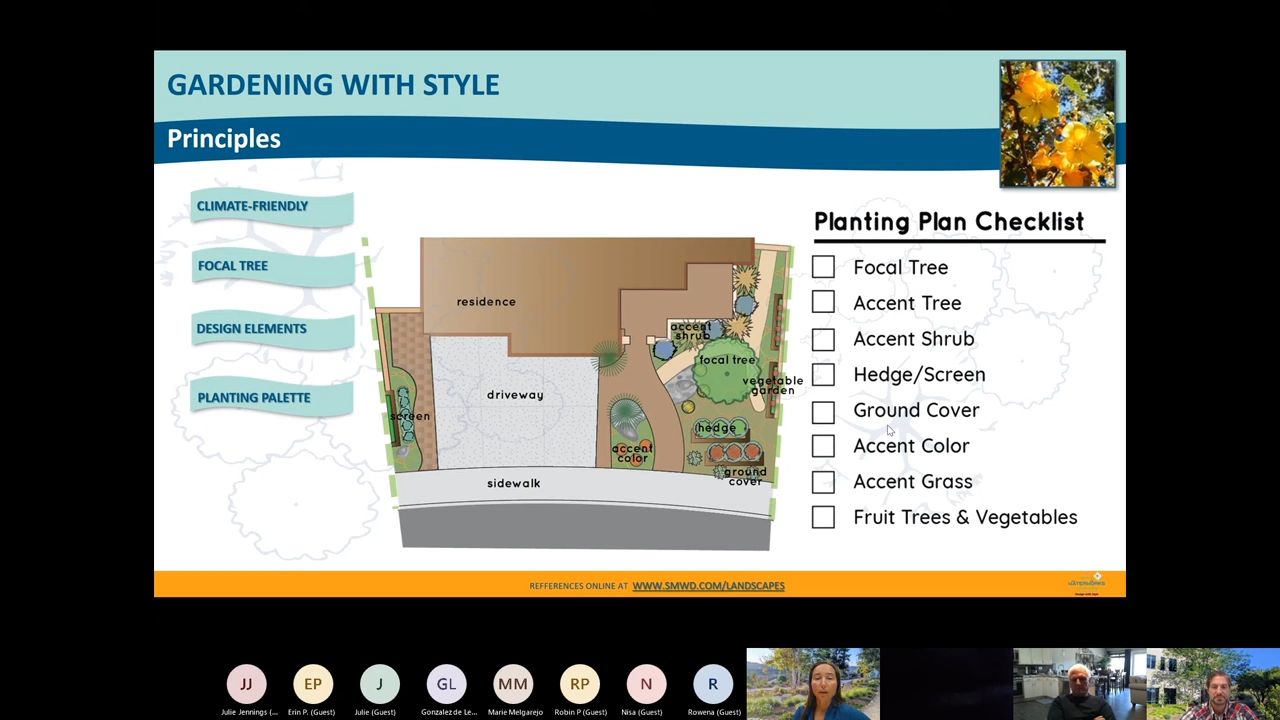 GARDENING WITH STYLE
Principles
CLIMATE-FRIENDLY
FOCAL TREE
DESIGN ELEMENTS
PLANTING PALETTE
residence
accent
shrub
focal tree
vegetable
garden
driveway
screen
hedge
accent
color
ground
cover
sidewalk
Planting Plan Checklist
Focal Tree
Accent Tree
Accent Shrub
Hedge/Screen
Ground Cover
Accent Color
Accent Grass
Fruit Trees & Vegetables
REFFERENCES ONLINE AT WWW.SMWD.COM/LANDSCAPES
JJ
EP
J
GL
MM
RP
N
R
Julie Jennings (...
Erin P. (Guest)
Julie (Guest)
Gonzalez de Le...
Marie Melgarejo
Robin P (Guest)
Nisa (Guest)
Rowena (Guest)